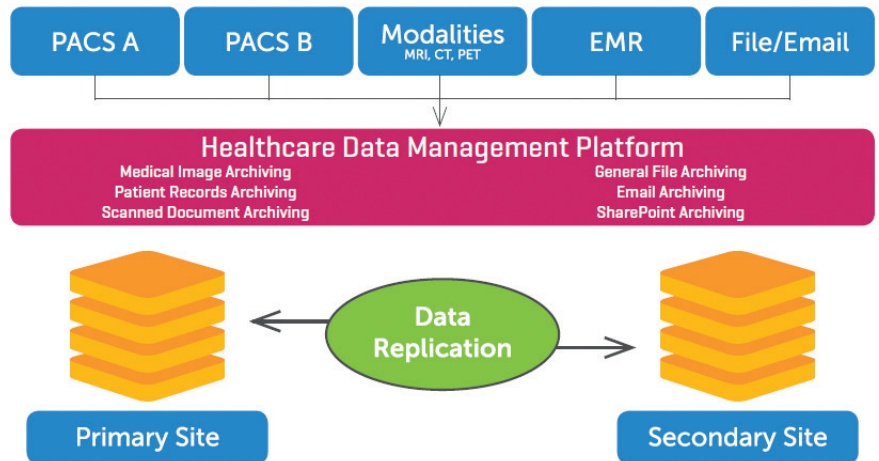 PACS A
PACS B
Modalities
MRI, CT, PET
EMR
File/Email
Healthcare Data Management Platform
Medical Image Archiving
Patient Records Archiving
Scanned Document Archiving
General File Archiving
Email Archiving
SharePoint Archiving
Data
Replication
Primary Site
Secondary Site